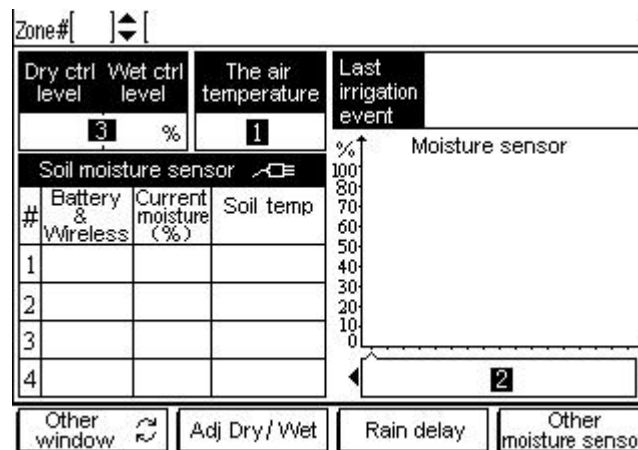 Zone#[ ] [
Dry ctrl Wet ctrl
level level
3 %
The air
temperature
1
Last
irrigation
event
Soil moisture sensor
#
Battery
&
Wireless
Current
moisture
(%)
Soil temp
1
2
3
4
% Moisture sensor
100
80
70
60
50
40
30
20
10
0
2
Other
window
Adj Dry/Wet
Rain delay
Other
moisture senso